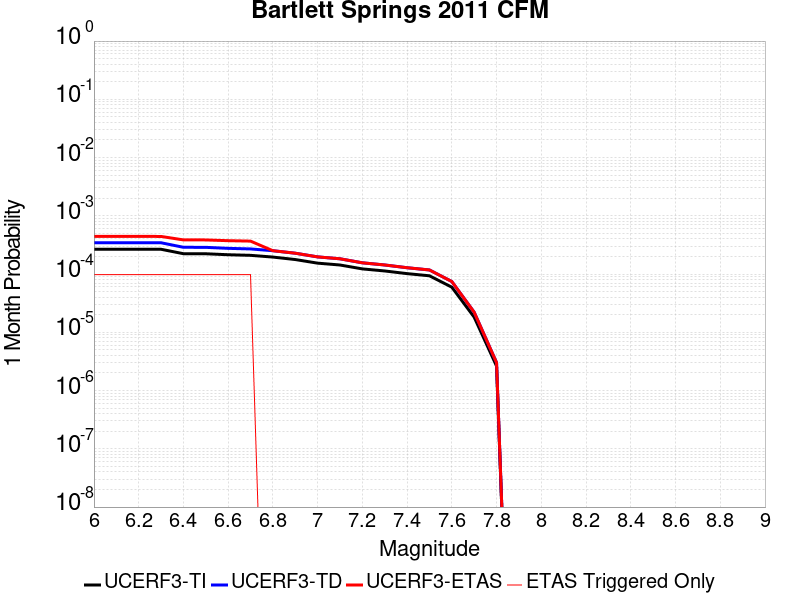 Bartlett Springs 2011 CFM
10^0
10^-1
10^-2
10^-3
10^-4
10^-5
10^-6
10^-7
10^-8
1 Month Probability
6 6.2 6.4 6.6 6.8 7 7.2 7.4 7.6 7.8 8 8.2 8.4 8.6 8.8 9
Magnitude
UCERF3-TI UCERF3-TD UCERF3-ETAS ETAS Triggered Only